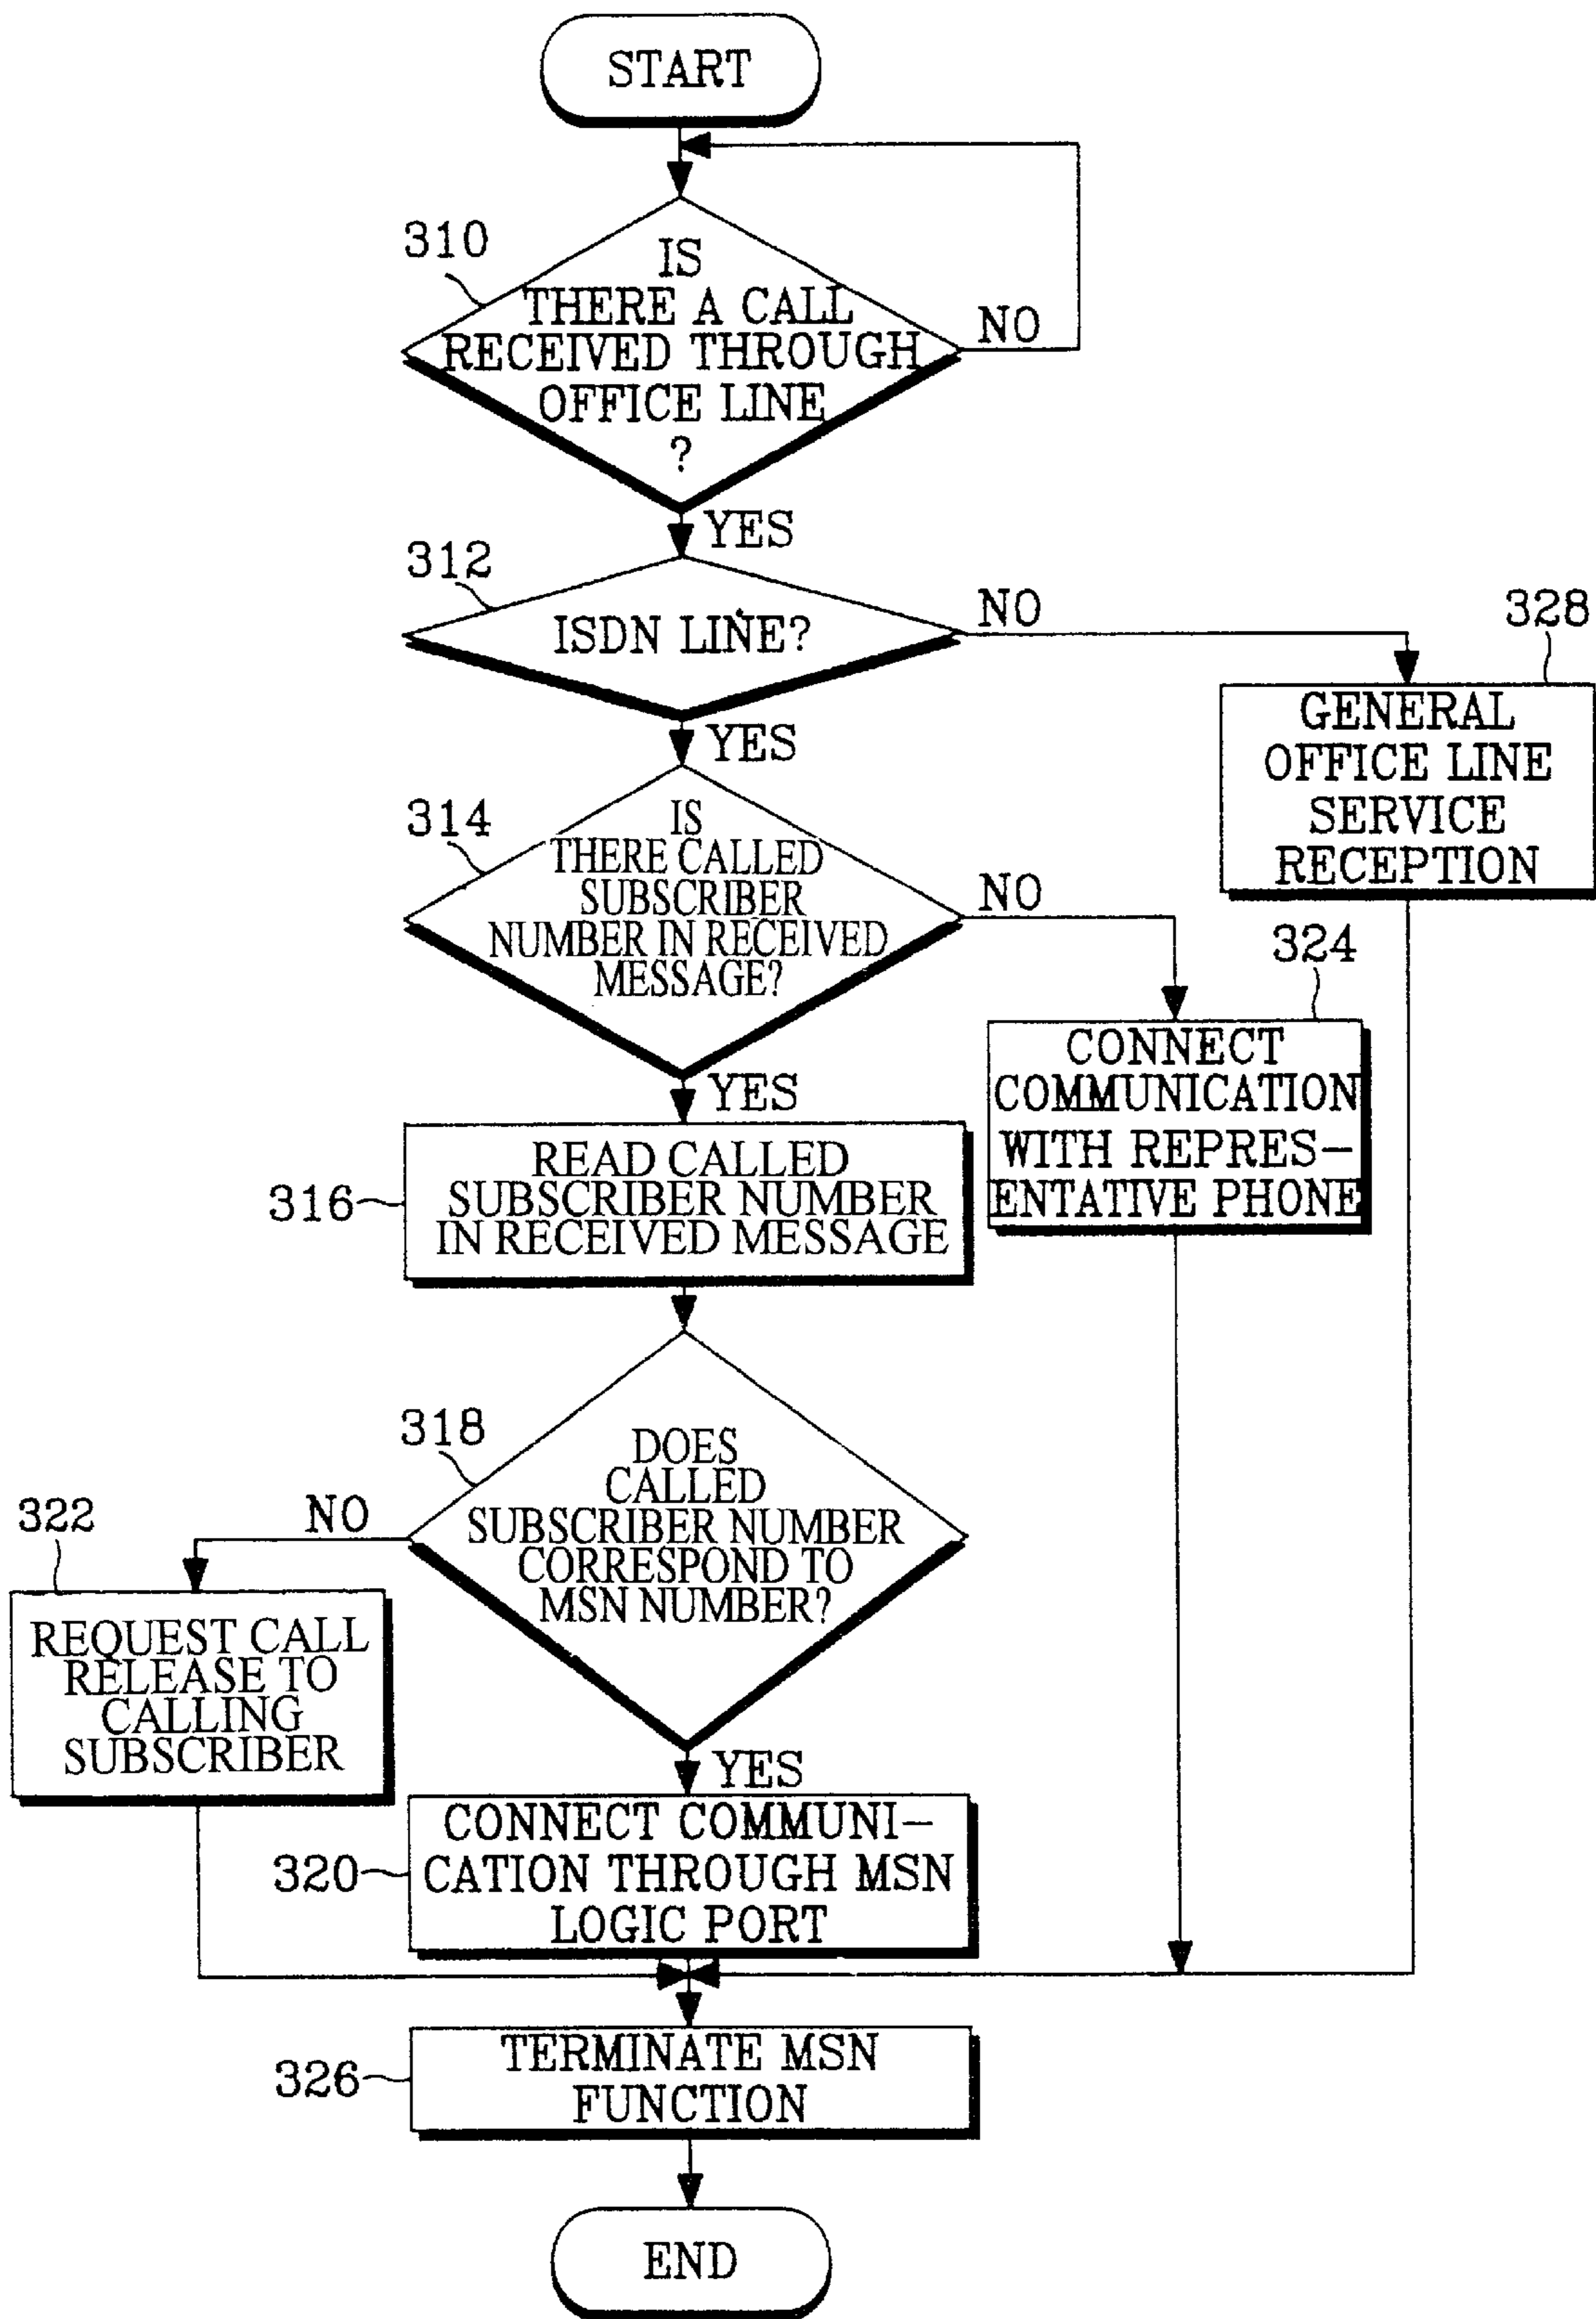 START
310
IS
THERE A CALL
RECEIVED THROUGH
OFFICE LINE
?
NO
YES
312
ISDN LINE?
NO
328
GENERAL
OFFICE LINE
SERVICE
RECEPTION
YES
314
IS
THERE CALLED
SUBSCRIBER
NUMBER IN RECEIVED
MESSAGE?
NO
324
CONNECT
COMMUNICATION
WITH REPRES-
ENTATIVE PHONE
YES
316
READ CALLED
SUBSCRIBER NUMBER
IN RECEIVED MESSAGE
318
DOES
CALLED
SUBSCRIBER NUMBER
CORRESPOND TO
MSN NUMBER?
NO
322
REQUEST CALL
RELEASE TO
CALLING
SUBSCRIBER
YES
320
CONNECT COMMUNI-
CATION THROUGH MSN
LOGIC PORT
326
TERMINATE MSN
FUNCTION
END